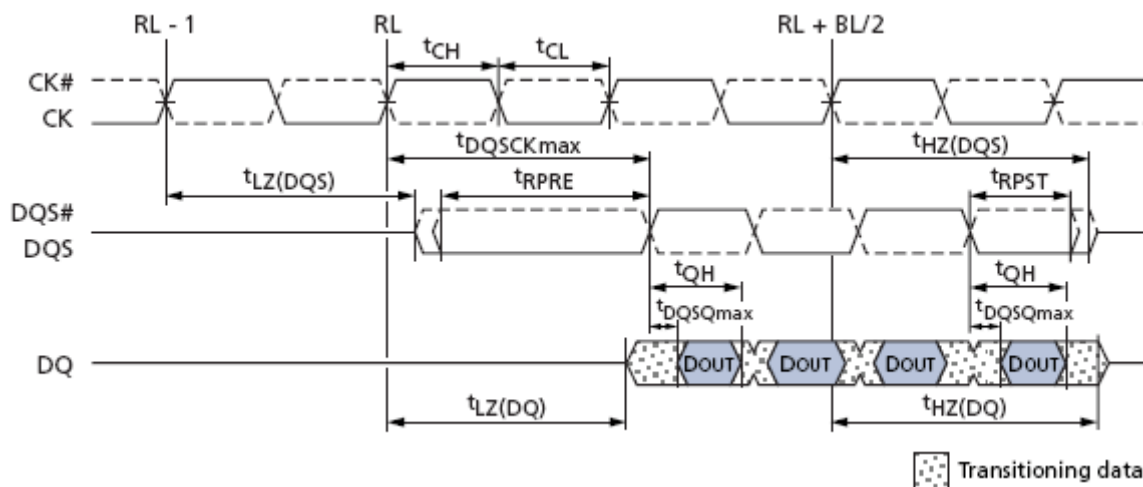 RL - 1 RL RL + BL/2
tCH tCL
CK#
CK
tDQSCKmax tHZ(DQS)
tLZ(DQS) tRPRE tRPST
DQS#
DQS
tQH tQH
tDQSQmax tDQSQmax
DQ DOUT DOUT DOUT DOUT
tLZ(DQ) tHZ(DQ)
Transitioning data